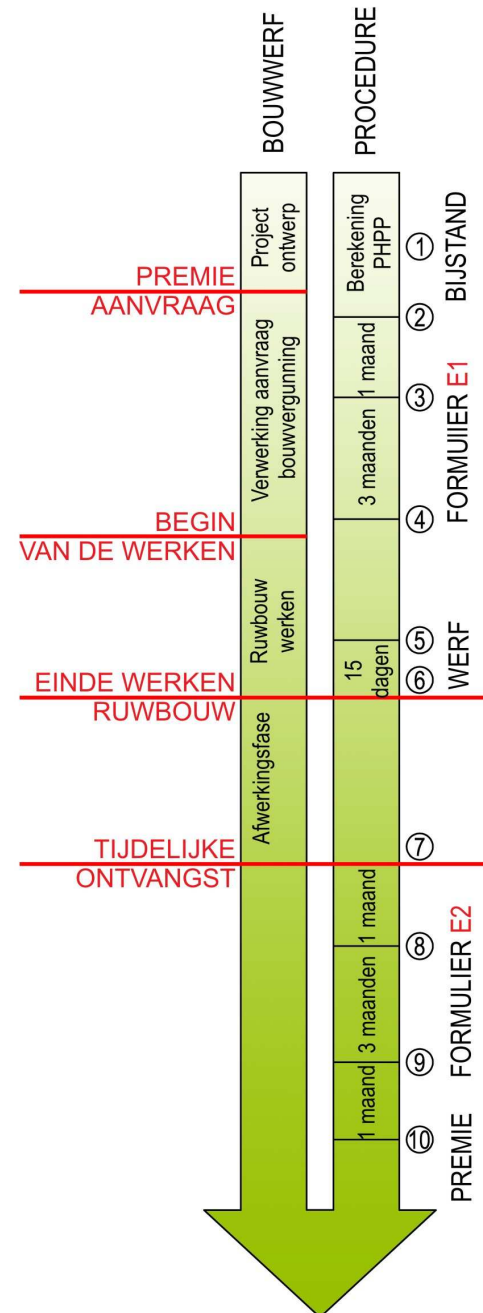 BOUWWERF
PROCEDURE
Project
ontwerp
Berekening
PHPP
1
BIJSTAND
PREMIE
AANVRAAG
2
Verwerking aanvraag
bouwvergunning
1 maand
3
3 maanden
FORMUIIER E1
4
BEGIN
VAN DE WERKEN
Ruwbouw
werken
5
15
dagen
6
WERF
EINDE WERKEN
RUWBOUW
Afwerkingsfase
7
TIJDELIJKE
ONTVANGST
1 maand
8
3 maanden
FORMULIER E2
9
1 maand
10
PREMIE